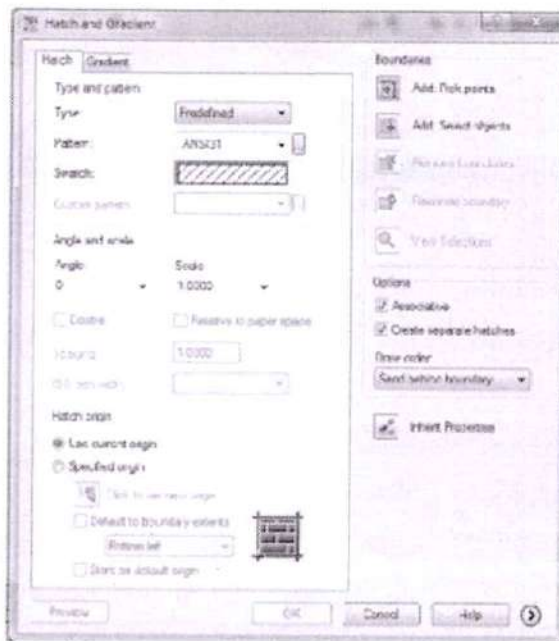 Hatch and Gradient
Hatch
Gradient
Type and pattern
Type:
Predefined
Pattern:
ANSI31
Swatch:
Custom pattern:
Angle and scale
Angle
Scale
0
1.0000
Double
Relative to paper space
Spacing:
1.0000
ISO pen width:
Hatch origin
Use current origin
Specified origin
Click to set new origin
Default to boundary extents
Bottom left
Store as default origin
Preview
Boundaries
Add: Pick points
Add: Select objects
Remove boundaries
Recreate boundary
View Selections
Options
Associative
Create separate hatches
Draw order:
Send behind boundary
Inherit Properties
OK
Cancel
Help